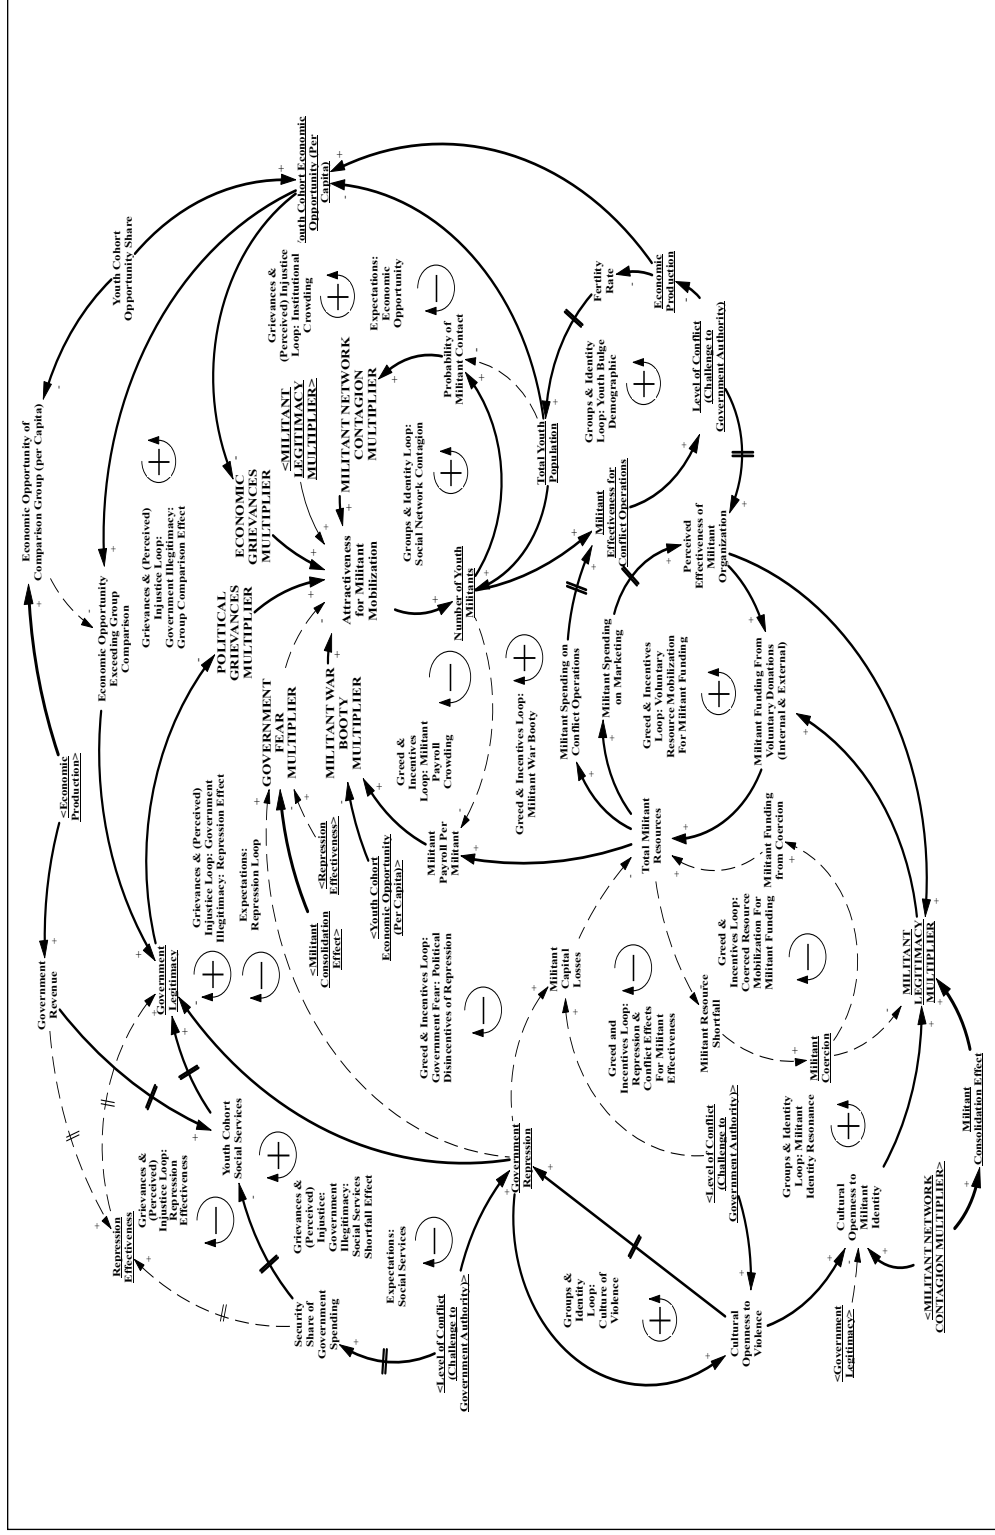 Economic Opportunity of
Comparison Group (per Capita)
Government
Revenue
<Economic
Production>
Youth Cohort
Opportunity Share
Repression
Effectiveness
Economic Opportunity
Exceeding Group
Comparison
Grievances &
(Perceived)
Injustice Loop:
Repression
Effectiveness
Government
Legitimacy
Grievances & (Perceived)
Injustice Loop:
Government Illegitimacy:
Group Comparison Effect
Youth Cohort
Social Services
Grievances & (Perceived)
Injustice Loop: Government
Illegitimacy: Repression Effect
POLITICAL
GRIEVANCES
MULTIPLIER
ECONOMIC
GRIEVANCES
MULTIPLIER
Expectations:
Repression Loop
Security
Share of
Government
Spending
Grievances &
(Perceived)
Injustice:
Government
Illegitimacy:
Social Services
Shortfall Effect
GOVERNMENT
FEAR
MULTIPLIER
Grievances &
(Perceived) Injustice
Loop: Institutional
Crowding
outh Cohort Economic
Opportunity (Per
Capita)
<Militant
Consolidation
Effect>
<Repression
Effectiveness>
MILITANT WAR
BOOTY
MULTIPLIER
<MILITANT
LEGITIMACY
MULTIPLIER>
Attractiveness
for Militant
Mobilization
MILITANT NETWORK
CONTAGION
MULTIPLIER
Expectations:
Economic
Opportunity
Expectations:
Social Services
<Youth Cohort
Economic Opportunity
(Per Capita)>
Greed &
Incentives
Loop: Militant
Payroll
Crowding
Groups & Identity Loop:
Social Network Contagion
<Level of Conflict
(Challenge to
Government Authority)>
Greed & Incentives Loop:
Government Fear: Political
Disincentives of Repression
Militant
Payroll Per
Militant
Number of Youth
Militants
Probability of
Militant Contact
Government
Repression
Greed & Incentives Loop:
Militant War Booty
Total Youth
Population
Militant
Capital
Losses
Militant Spending on
Conflict Operations
Militant
Effectiveness for
Conflict Operations
Groups & Identity
Loop: Youth Bulge
Demographic
Fertlity
Rate
Groups &
Identity
Loop:
Culture of
Violence
Greed and
Incentives Loop:
Repression &
Conflict Effects
For Militant
Effectiveness
Militant Spending
on Marketing
Total Militant
Resources
Greed & Incentives
Loop: Voluntary
Resource Mobilization
For Militant Funding
Economic
Production
Perceived
Effectiveness of
Militant
Organization
Level of Conflict
(Challenge to
Government Authority)
Militant Resource
Shortfall
<Level of Conflict
(Challenge to
Government Authority)>
Greed &
Incentives Loop:
Coerced Resource
Mobilization For
Militant Funding
Militant Funding
from Coercion
Militant Funding From
Voluntary Donations
(Internal & External)
Cultural
Openness to
Violence
Groups & Identity
Loop: Militant
Identity Resonance
Militant
Coercion
<Government
Legitimacy>
Cultural
Openness to
Militant
Identity
MILITANT
LEGITIMACY
MULTIPLIER
<MILITANT NETWORK
CONTAGION MULTIPLIER>
Militant
Consolidation Effect